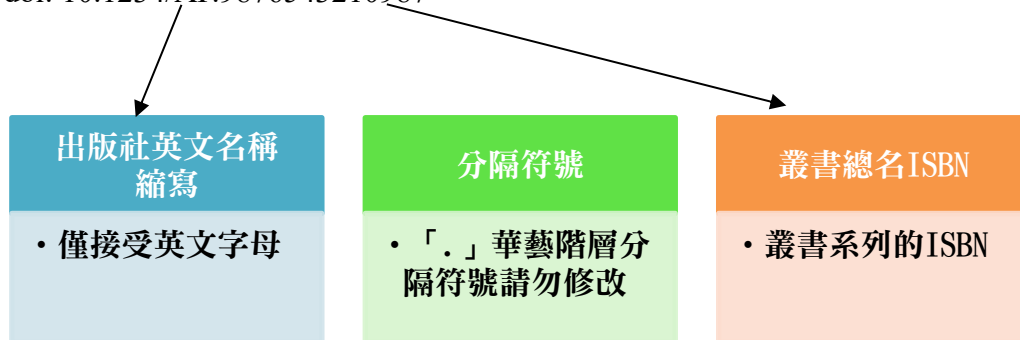 doi:
出版社英文名稱
縮寫
分隔符號
叢書總名ISBN
・僅接受英文字母
・「.」華藝階層分
隔符號請勿修改
・叢書系列的ISBN